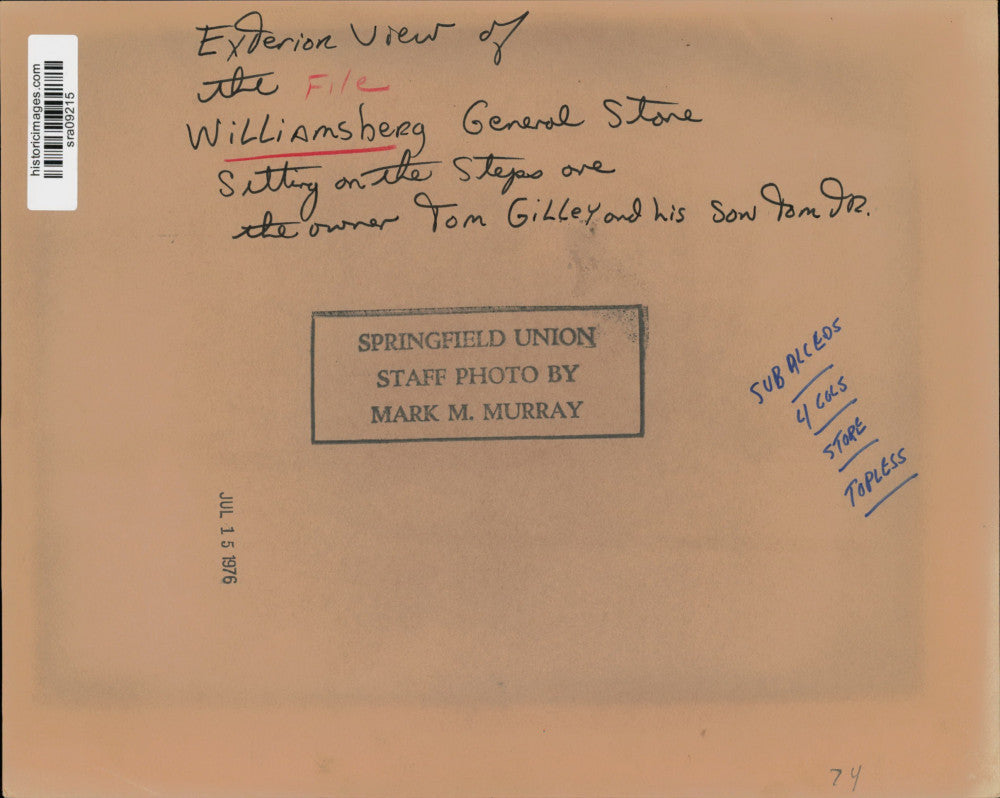 historicimages.com
sra09215
Exterior View of
the File
Williamsberg General Store
Sitting on the Steps are
the owner Tom Gilley and his Son Tom JR.
SPRINGFIELD UNION
STAFF PHOTO BY
MARK M. MURRAY
SUB ALCEDS
4 COLS
STORE
TOPLESS
JUL 15 1976
74